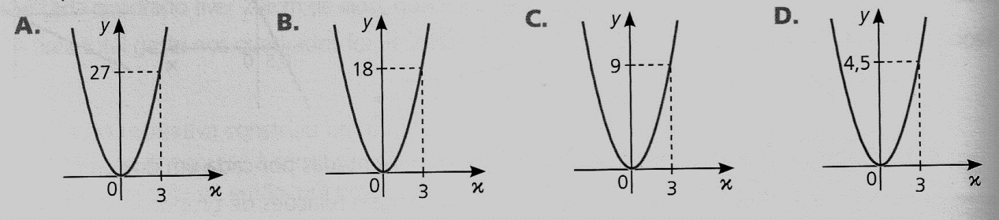 A. y 27 0 3 x
B. y 18 0 3 x
C. y 9 0 3 x
D. y 4,5 0 3 x